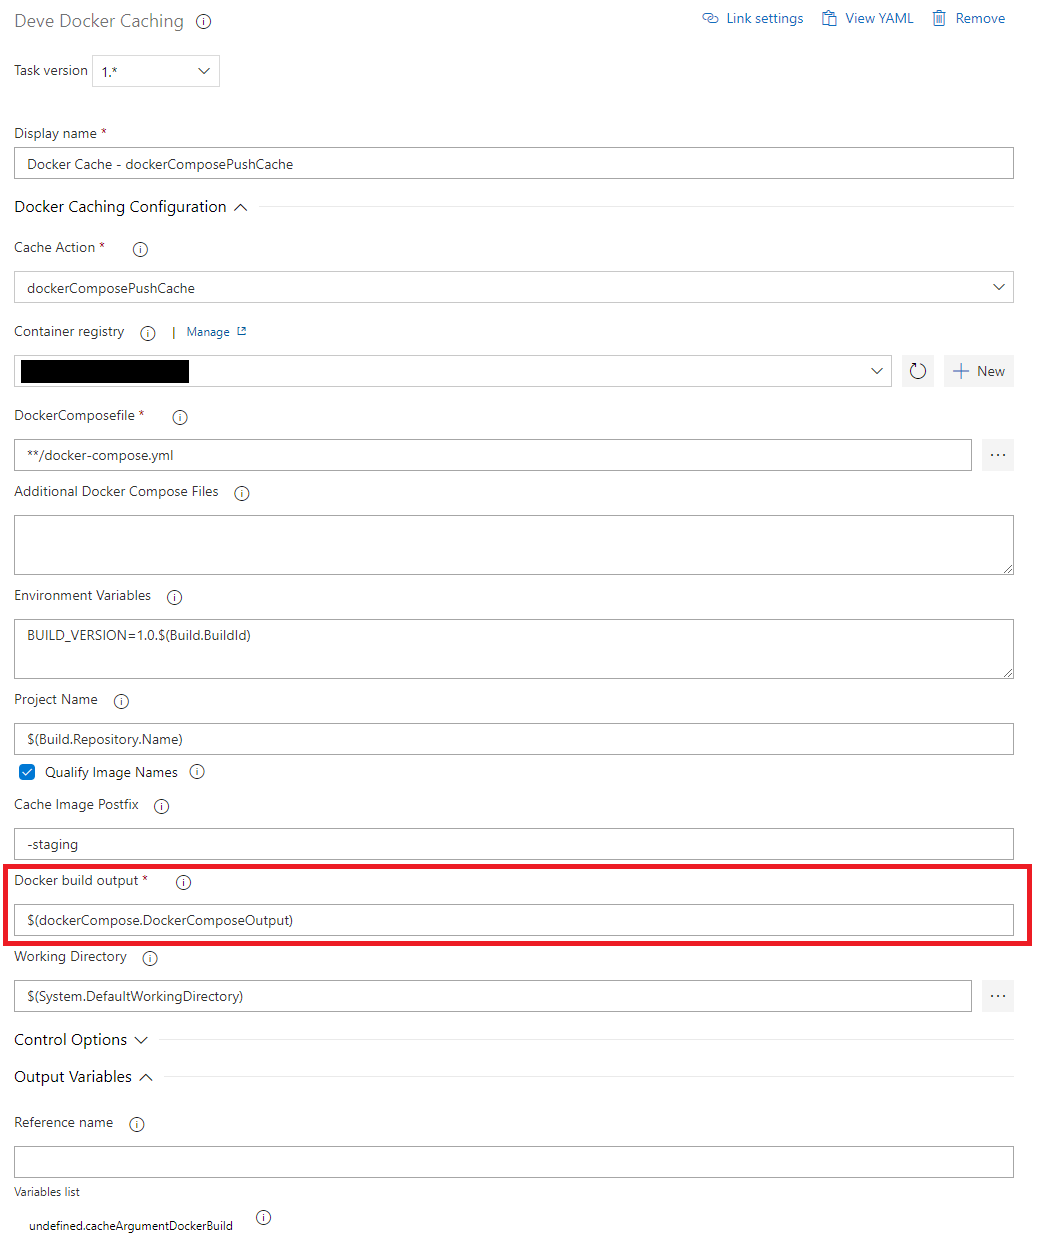 Deve Docker Caching
Link settings View YAML Remove
Task version 1.*
Display name *
Docker Cache - dockerComposePushCache
Docker Caching Configuration
Cache Action *
dockerComposePushCache
Container registry | Manage
New
DockerComposefile *
**/docker-compose.yml
...
Additional Docker Compose Files
Environment Variables
BUILD_VERSION=1.0.$(Build.BuildId)
Project Name
$(Build.Repository.Name)
Qualify Image Names
Cache Image Postfix
-staging
Docker build output *
$(dockerCompose.DockerComposeOutput)
Working Directory
$(System.DefaultWorkingDirectory)
...
Control Options
Output Variables
Reference name
Variables list
undefined.cacheArgumentDockerBuild